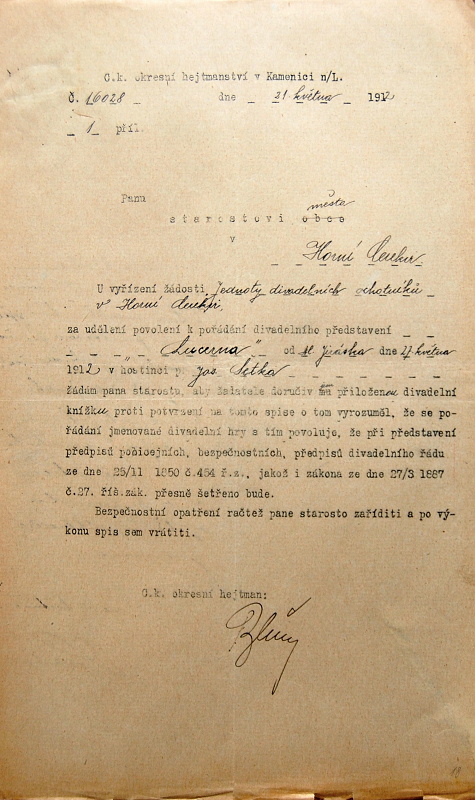 C.k. okresní hejtmanství v Kamenici n/L.
Č. 16028 _ dne _ 21. května _ 1912
_ 1 _ příl.
Panu
města
starostovi obce
v
Horní Cerekvi
U vyřízení žádosti Jednoty divadelních ochotníků _
v Horní Cerekvi,
za udělení povolení k pořádání divadelního představení _ _
_ _ _ _ „Lucerna" _ od Al. Jiráska dne 27. května
1912 v hostinci p. Jos. Sitka
žádám pana starostu, aby žadatele doručiv mu přiloženou divadelní
knížku proti potvrzení na tomto spise o tom vyrozuměl, že se po-
řádání jmenované divadelní hry s tím povoluje, že při představení
předpisů policejních, bezpečnostních, předpisů divadelního řádu
ze dne 25/11 1850 č.454 ř.z., jakož i zákona ze dne 27/3 1887
č.27. říš.zák. přesně šetřeno bude.
Bezpečnostní opatření račtež pane starosto zaříditi a po vý-
konu spis sem vrátiti.
C.k. okresní hejtman: